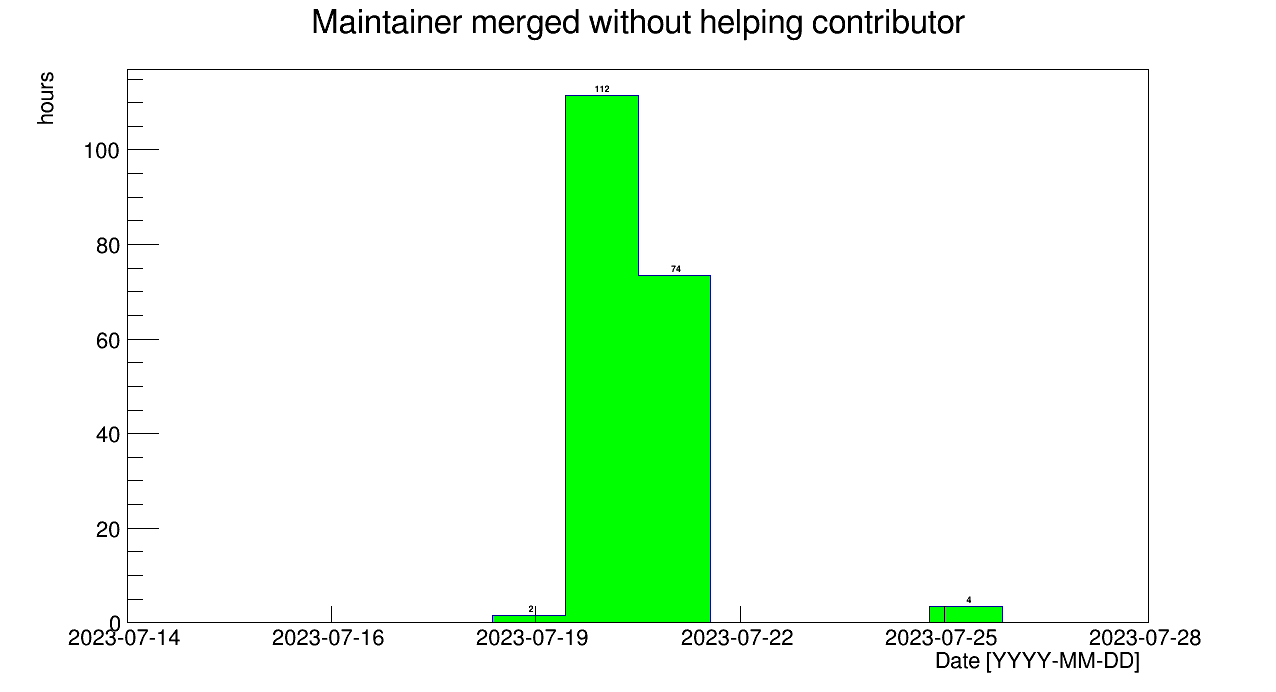 Maintainer merged without helping contributor
hours
112
100
80
74
60
40
20
4
2
0
2023-07-14 2023-07-16 2023-07-19 2023-07-22 2023-07-25 2023-07-28
Date [YYYY-MM-DD]